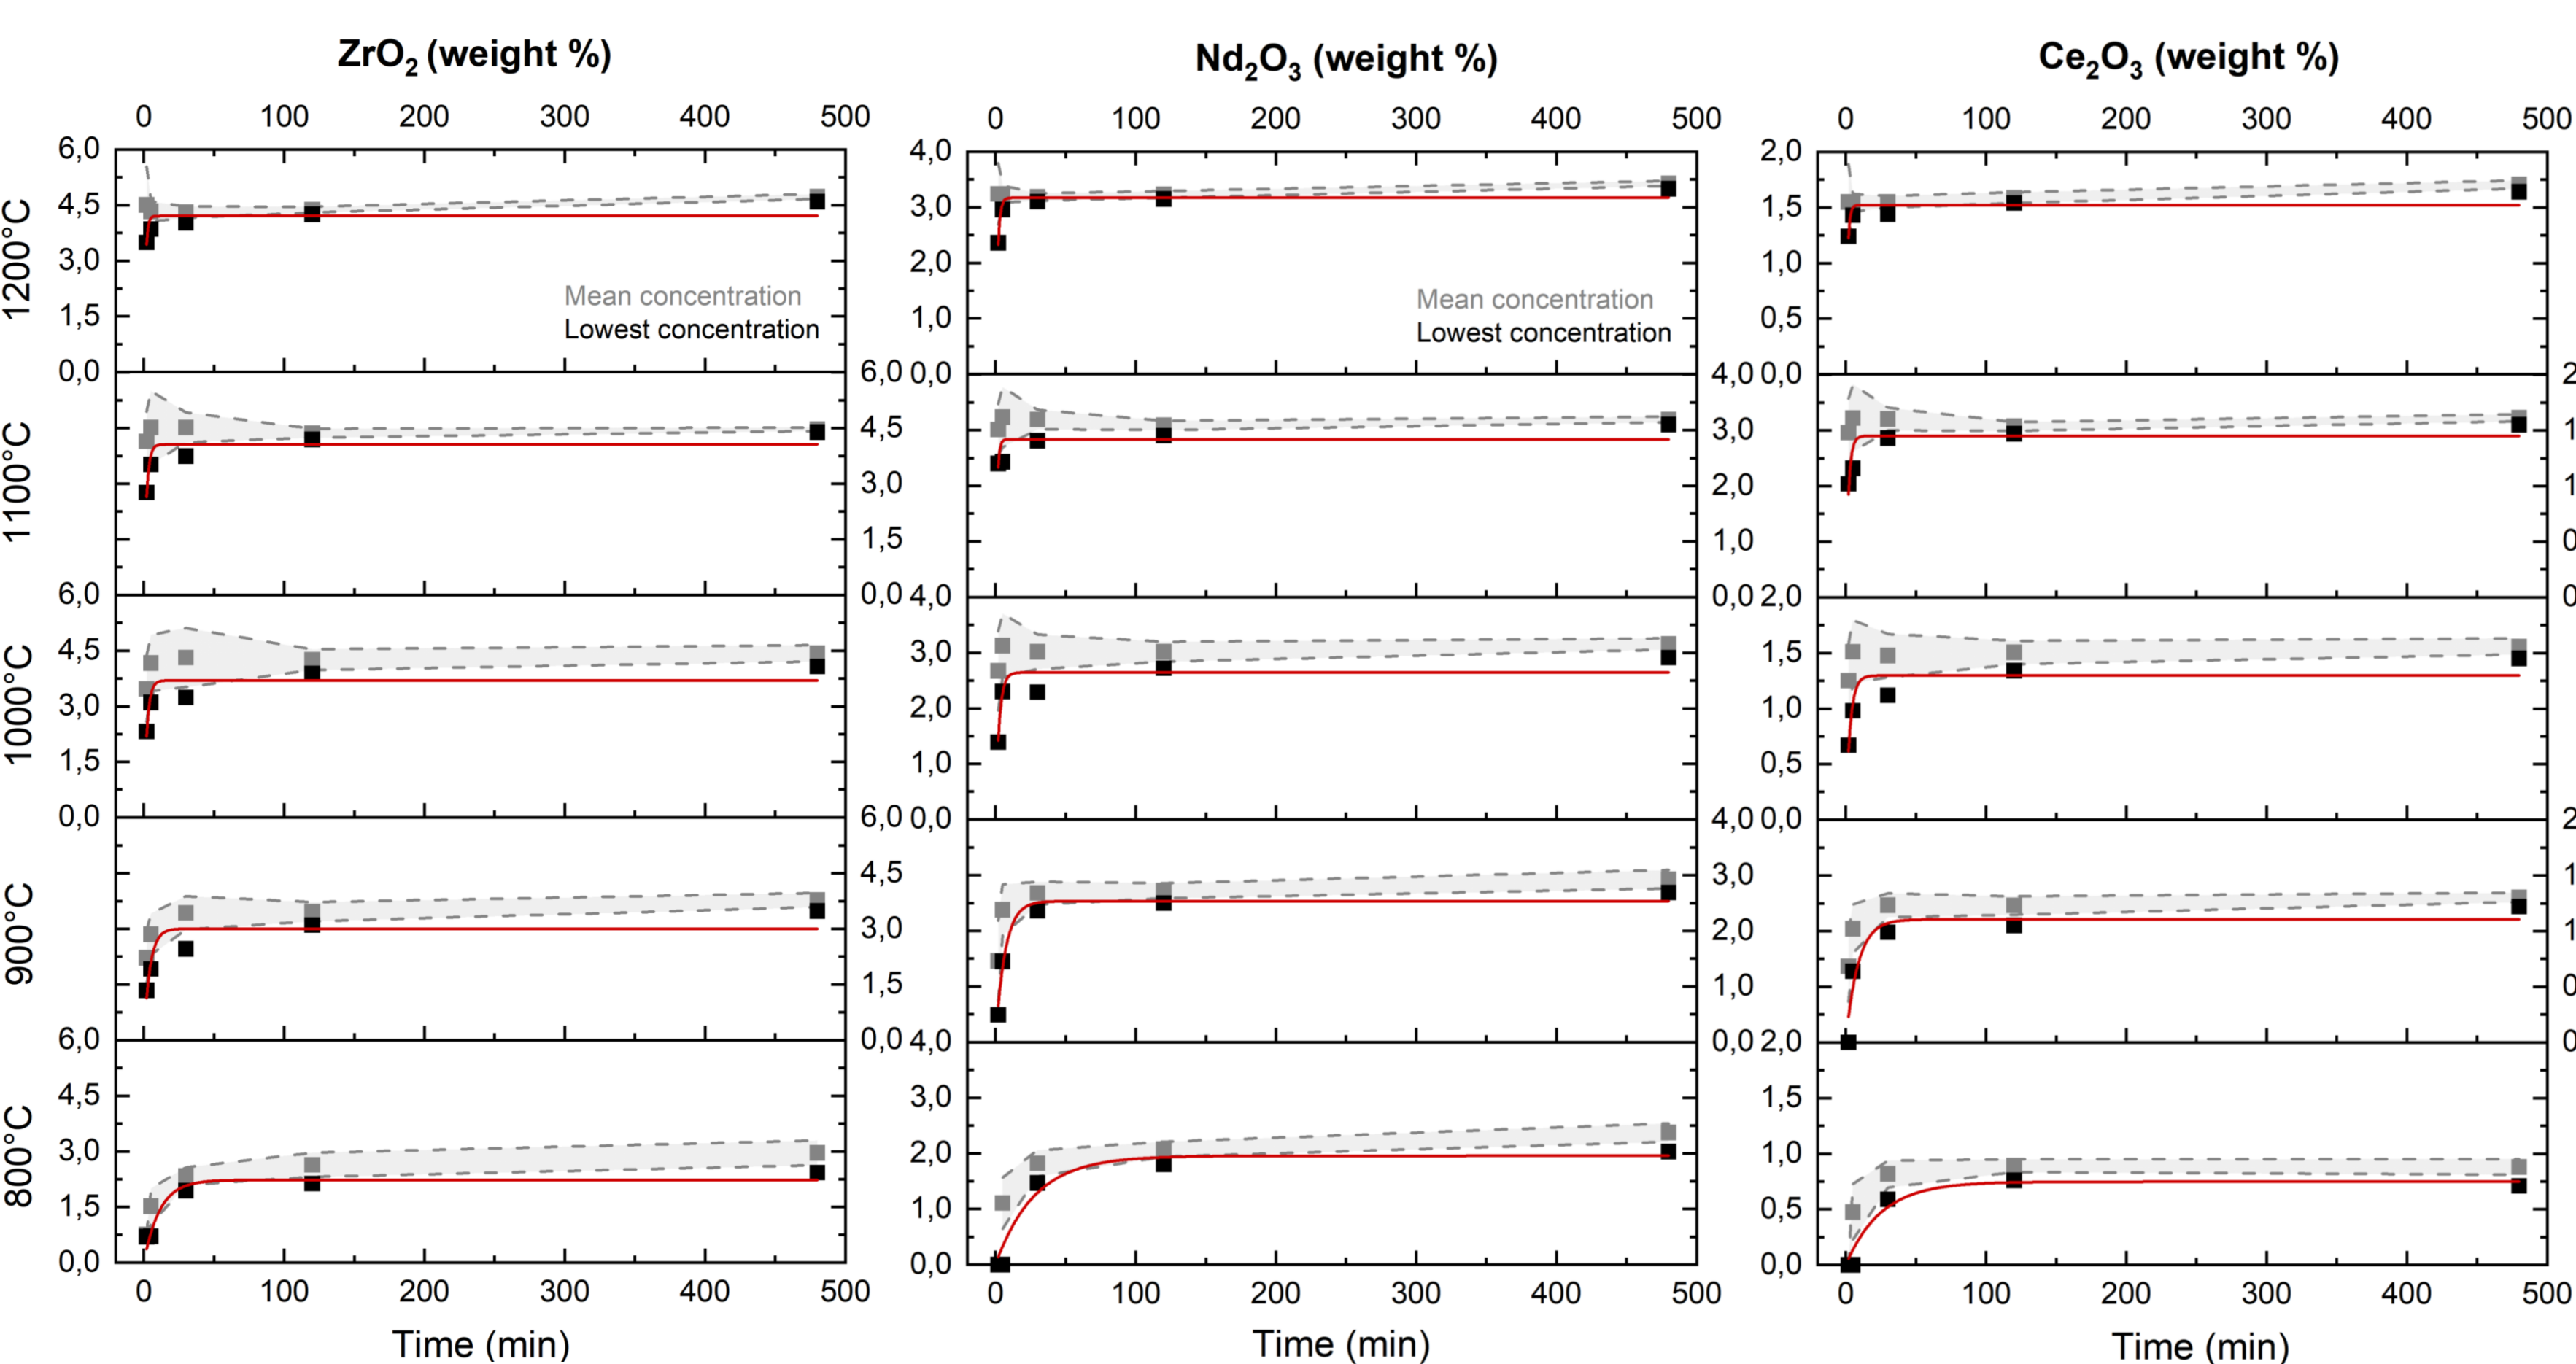 ZrO₂ (weight %) Nd₂O₃ (weight %) Ce₂O₃ (weight %)
0 100 200 300 400 500 0 100 200 300 400 500 0 100 200 300 400 500
1200°C
6,0 4,0 2,0
4,5 3,0 1,5
3,0 2,0 1,0
Mean concentration Mean concentration
1,5 1,0 0,5
Lowest concentration Lowest concentration
0,0 6,0 0,0 4,0 0,0 2
1100°C
4,5 3,0 1
3,0 2,0 1
1,5 1,0 0
6,0 0,0 4,0 0,0 2,0 0
1000°C
4,5 3,0 1,5
3,0 2,0 1,0
1,5 1,0 0,5
0,0 6,0 0,0 4,0 0,0 2
900°C
4,5 3,0 1
3,0 2,0 1
1,5 1,0 0
6,0 0,0 4,0 0,0 2,0 0
800°C
4,5 3,0 1,5
3,0 2,0 1,0
1,5 1,0 0,5
0,0 0,0 0,0
0 100 200 300 400 500 0 100 200 300 400 500 0 100 200 300 400 500
Time (min) Time (min) Time (min)